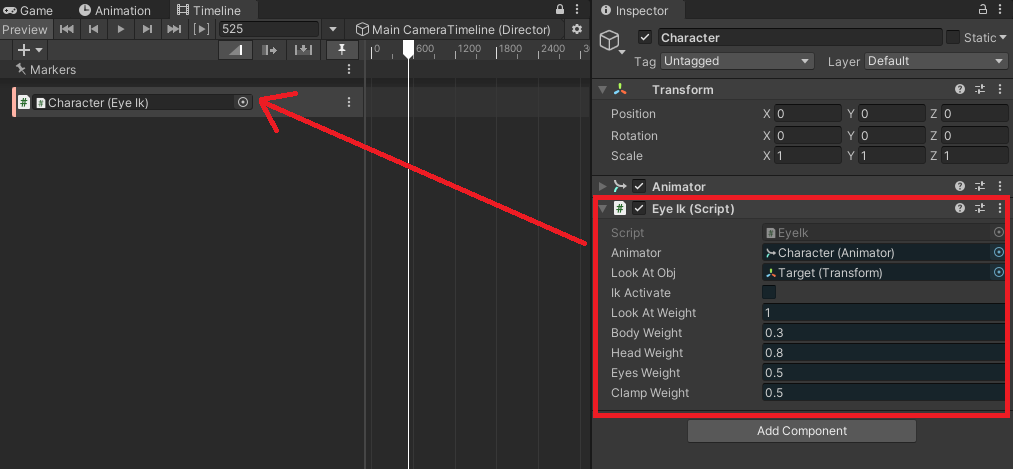 Game Animation Timeline
Preview 525 Main CameraTimeline (Director)
0 600 1200 1800 2400
Markers
# # Character (Eye Ik)
Inspector
Character Static
Tag Untagged Layer Default
Transform
Position X 0 Y 0 Z 0
Rotation X 0 Y 0 Z 0
Scale X 1 Y 1 Z 1
Animator
# Eye Ik (Script)
Script # EyeIk
Animator Character (Animator)
Look At Obj Target (Transform)
Ik Activate
Look At Weight 1
Body Weight 0.3
Head Weight 0.8
Eyes Weight 0.5
Clamp Weight 0.5
Add Component